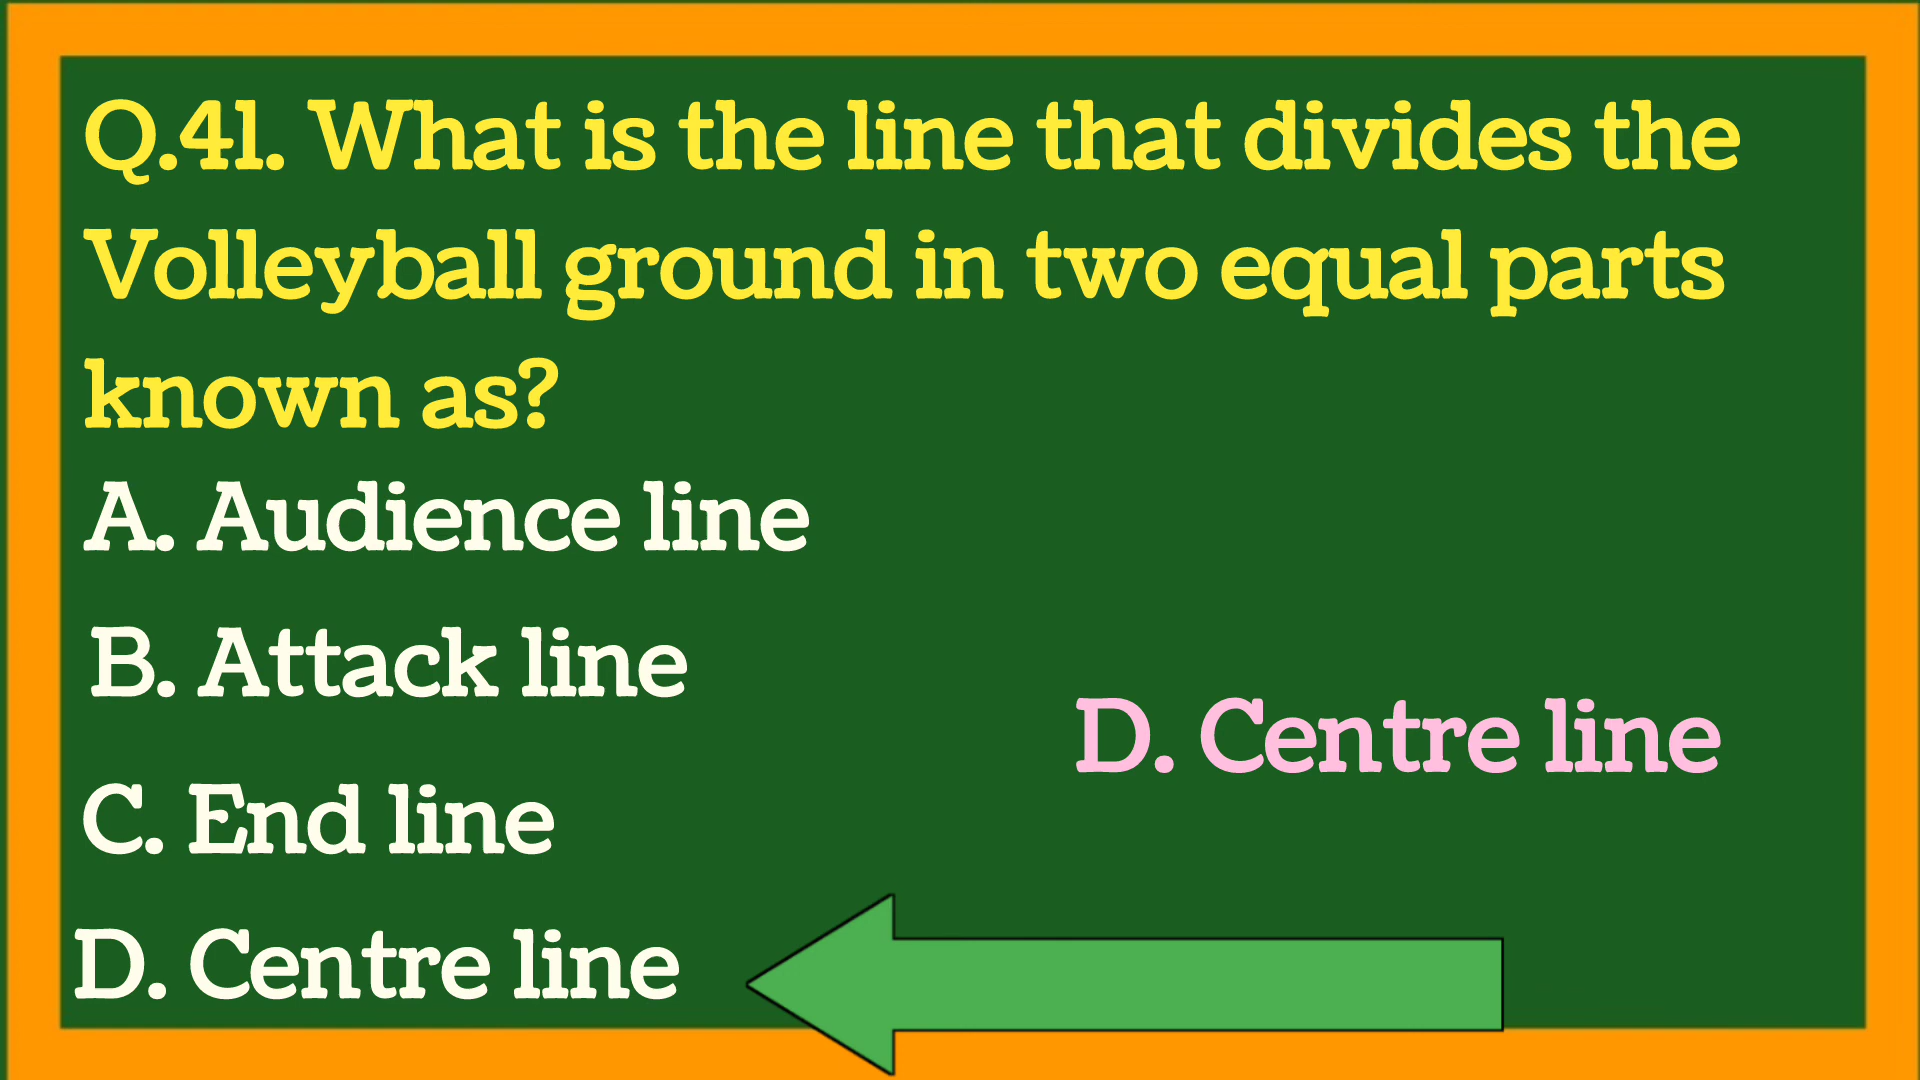 Q.41. What is the line that divides the
Volleyball ground in two equal parts
known as?
A. Audience line
B. Attack line
D. Centre line
C. End line
D. Centre line